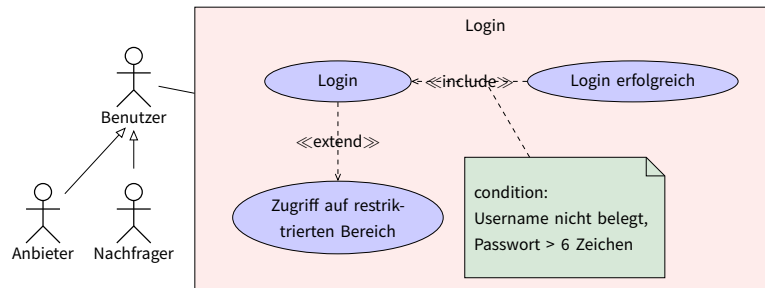 Login
Login
≪include≫
Login erfolgreich
Benutzer
≪extend≫
condition:
Username nicht belegt,
Passwort > 6 Zeichen
Zugriff auf restrik-
trierten Bereich
Anbieter
Nachfrager